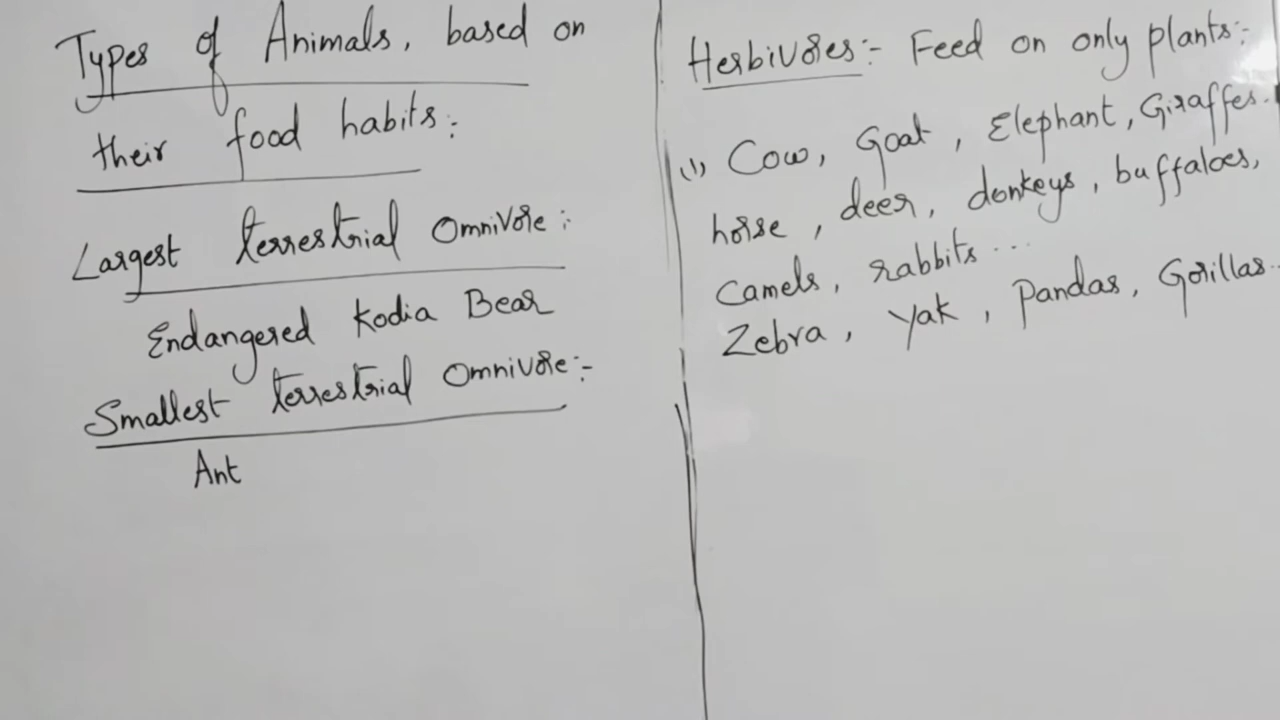 Types of Animals, based on
their food habits:
Largest terrestrial Omnivore:
Endangered Kodia Bear
Smallest terrestrial Omnivore:-
Ant
Herbivores:- Feed on only plants:-
(1) Cow, Goat, Elephant, Giraffes.
horse, deer, donkeys, buffaloes,
Camels, rabbits ...
Zebra, Yak, Pandas, Gorillas..